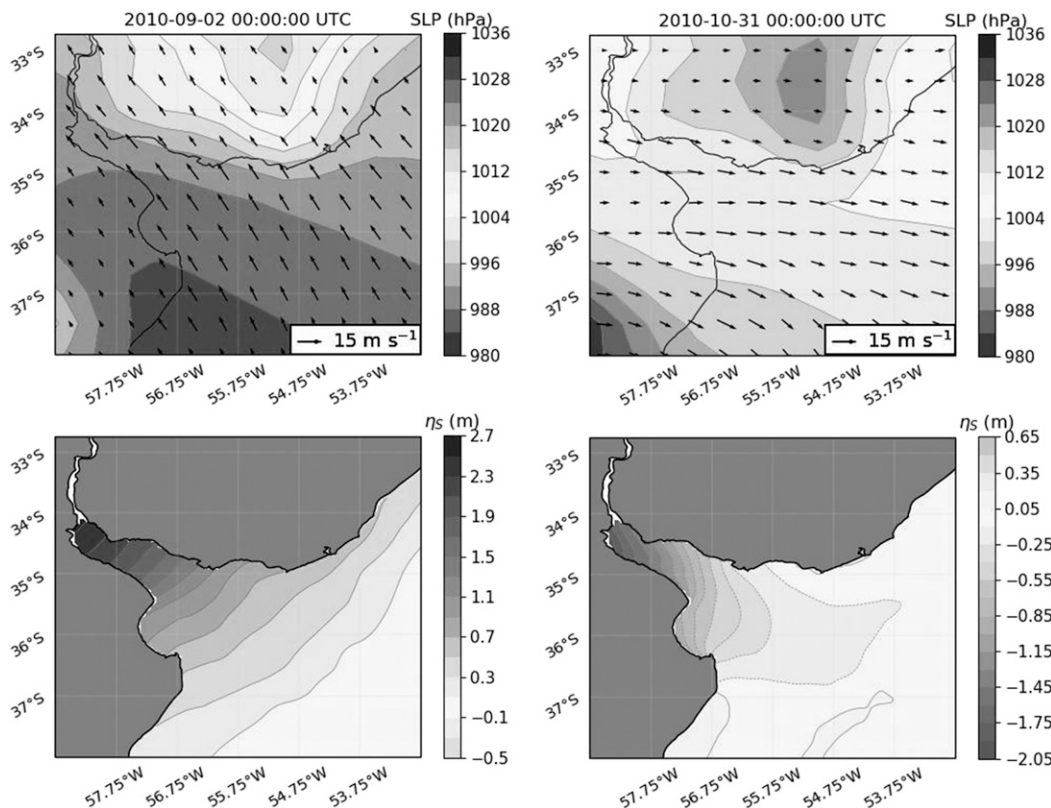 2010-09-02 00:00:00 UTC SLP (hPa)
33°S
34°S
35°S
36°S
37°S
57.75°W
56.75°W
55.75°W
54.75°W
53.75°W
15 m s⁻¹
1036
1028
1020
1012
1004
996
988
980
2010-10-31 00:00:00 UTC SLP (hPa)
33°S
34°S
35°S
36°S
37°S
57.75°W
56.75°W
55.75°W
54.75°W
53.75°W
15 m s⁻¹
1036
1028
1020
1012
1004
996
988
980
ηS (m)
33°S
34°S
35°S
36°S
37°S
57.75°W
56.75°W
55.75°W
54.75°W
53.75°W
2.7
2.3
1.9
1.5
1.1
0.7
0.3
−0.1
−0.5
ηS (m)
33°S
34°S
35°S
36°S
37°S
57.75°W
56.75°W
55.75°W
54.75°W
53.75°W
0.65
0.35
0.05
−0.25
−0.55
−0.85
−1.15
−1.45
−1.75
−2.05